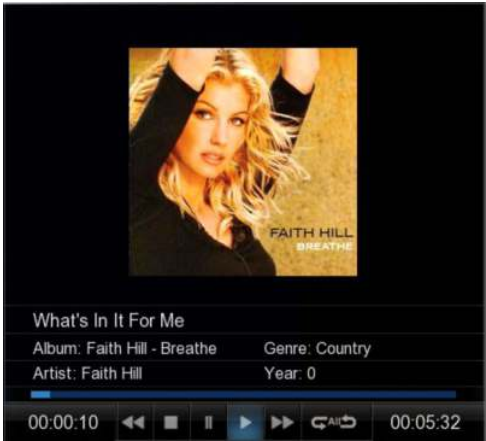 FAITH HILL
BREATHE
What's In It For Me
Album: Faith Hill - Breathe Genre: Country
Artist: Faith Hill Year: 0
00:00:10 All 00:05:32